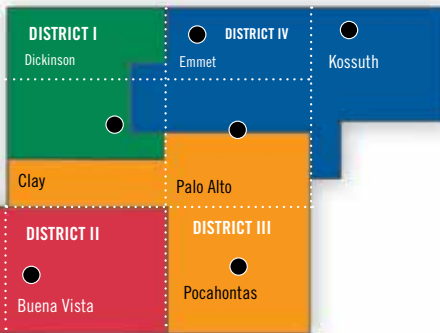 DISTRICT I
Dickinson
DISTRICT IV
Emmet
Kossuth
Clay
Palo Alto
DISTRICT II
Buena Vista
DISTRICT III
Pocahontas